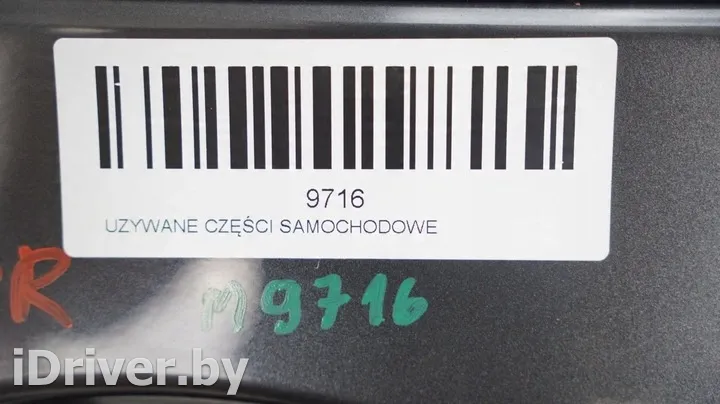 9716
UZYWANE CZĘŚCI SAMOCHODOWE
R
M9716
iDriver.by